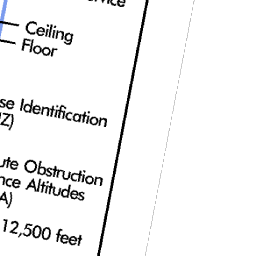 Ceiling
Floor
se Identification
Z)
ute Obstruction
nce Altitudes
A)
12,500 feet